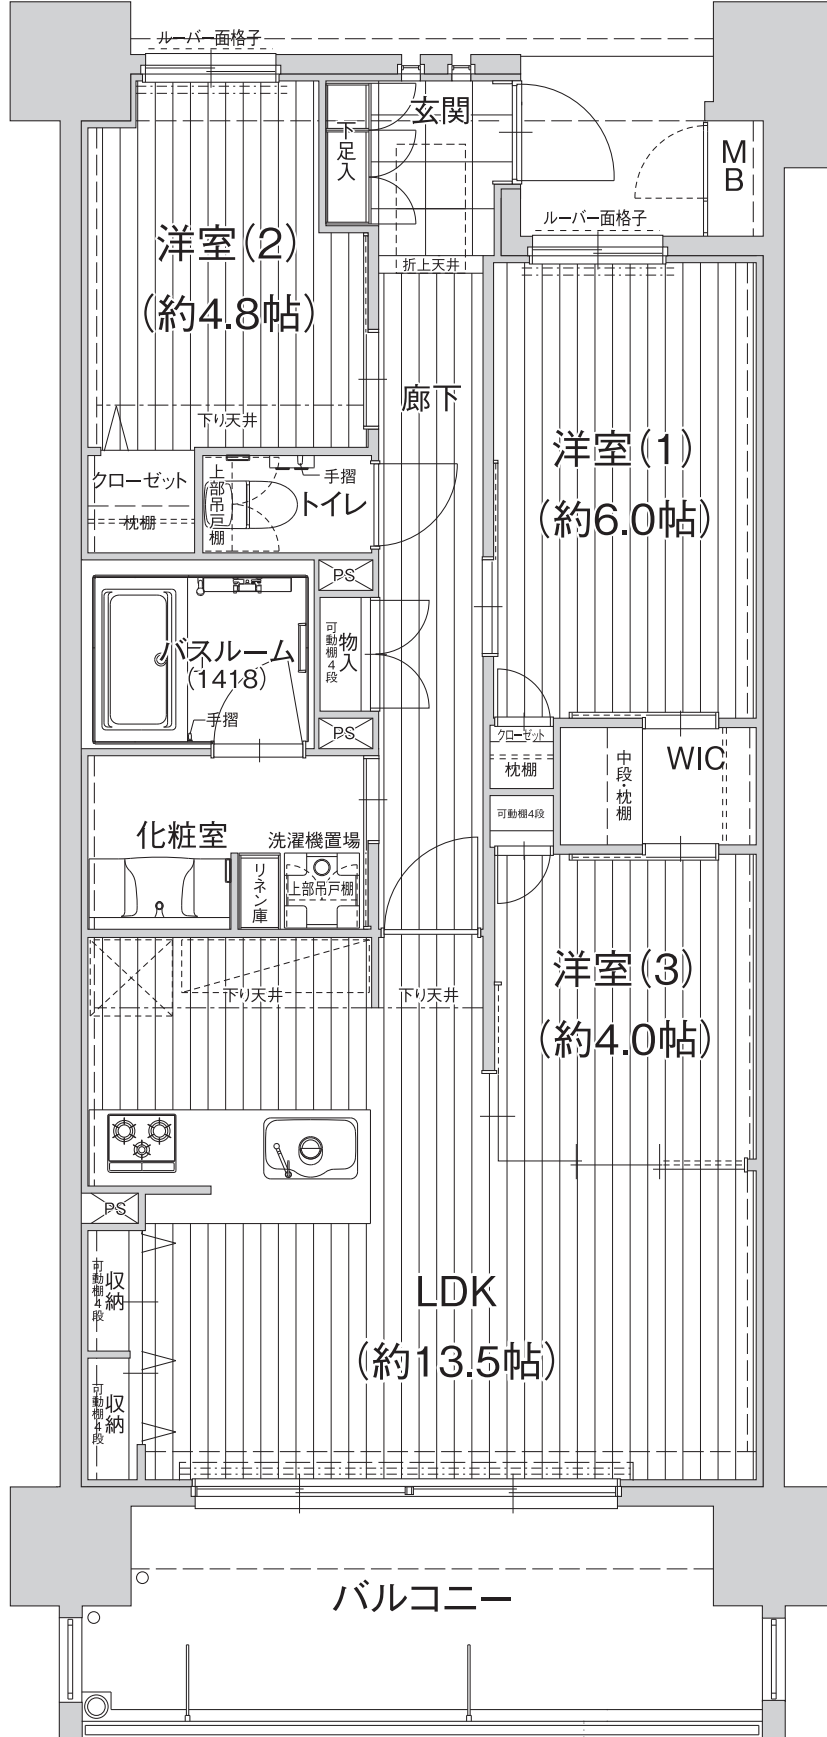 ルーバー面格子
玄関
下足入
MB
洋室(2)
(約4.8帖)
ルーバー面格子
折上天井
廊下
下り天井
洋室(1)
(約6.0帖)
クローゼット
枕棚
上部吊戸棚
手摺
トイレ
PS
可動棚4段
物入
バスルーム
(1418)
手摺
PS
クローゼット
枕棚
中段・枕棚
WIC
可動棚4段
化粧室
洗濯機置場
リネン庫
上部吊戸棚
下り天井
下り天井
洋室(3)
(約4.0帖)
PS
可動棚4段
収納
LDK
(約13.5帖)
可動棚4段
収納
バルコニー